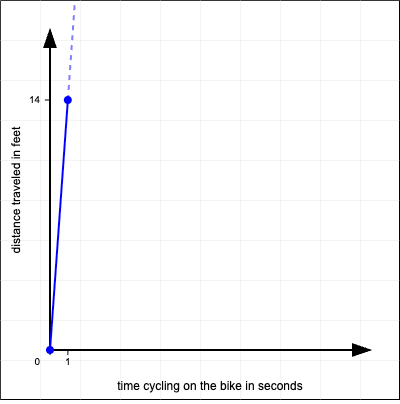 14
distance traveled in feet
0
1
time cycling on the bike in seconds